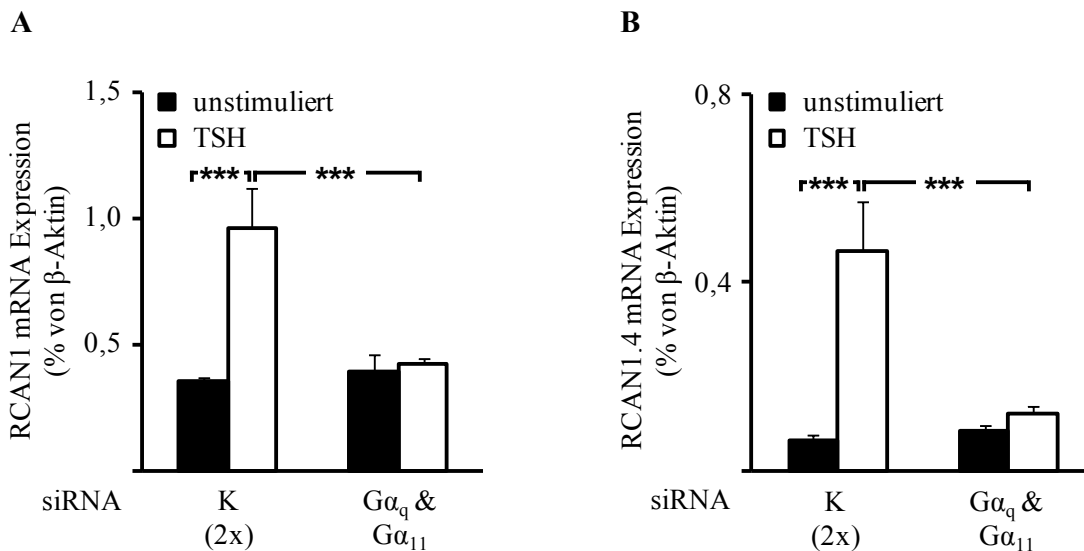 A
RCAN1 mRNA Expression
(% von β-Aktin)
1,5
1,0
0,5
unstimuliert
TSH
***
***
siRNA
K
(2x)
Gαq &
Gα11
B
RCAN1.4 mRNA Expression
(% von β-Aktin)
0,8
0,4
unstimuliert
TSH
***
***
siRNA
K
(2x)
Gαq &
Gα11